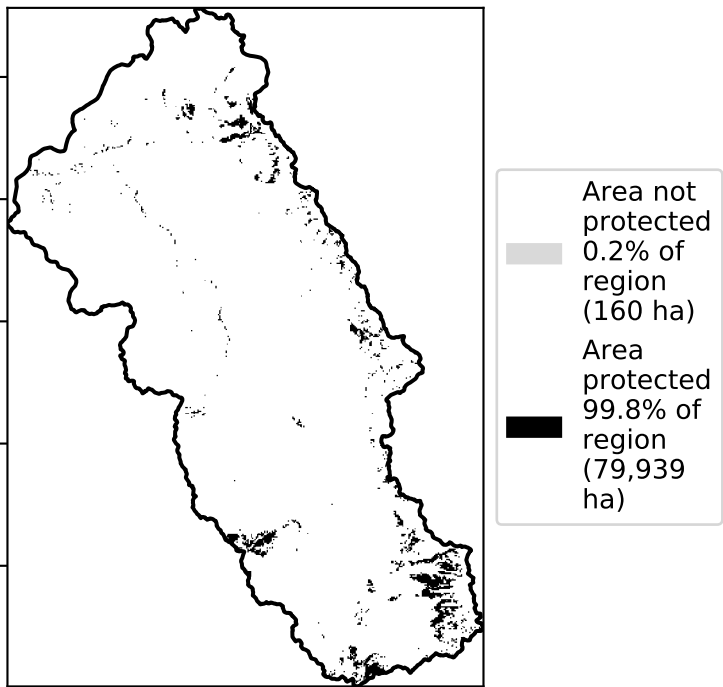 Area not
protected
0.2% of
region
(160 ha)
Area
protected
99.8% of
region
(79,939
ha)